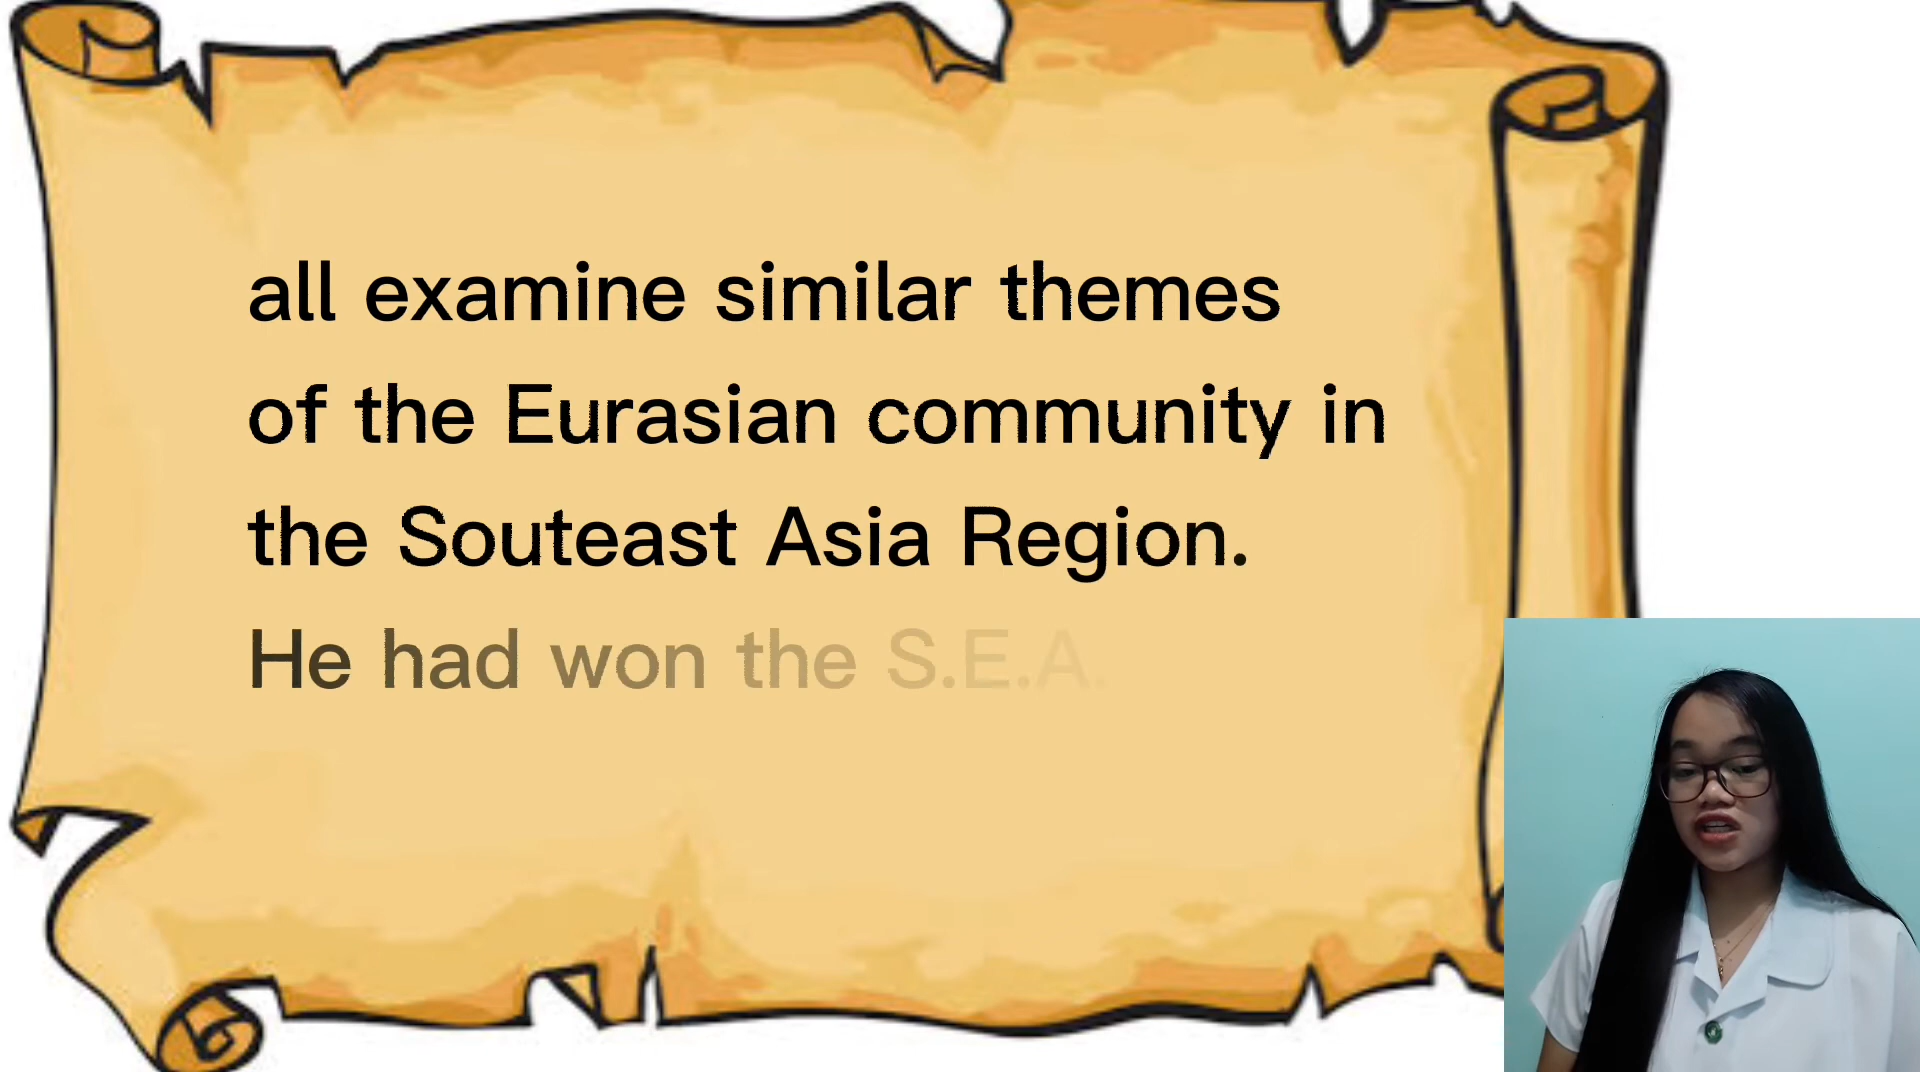 all examine similar themes
of the Eurasian community in
the Souteast Asia Region.
He had won the S.E.A.